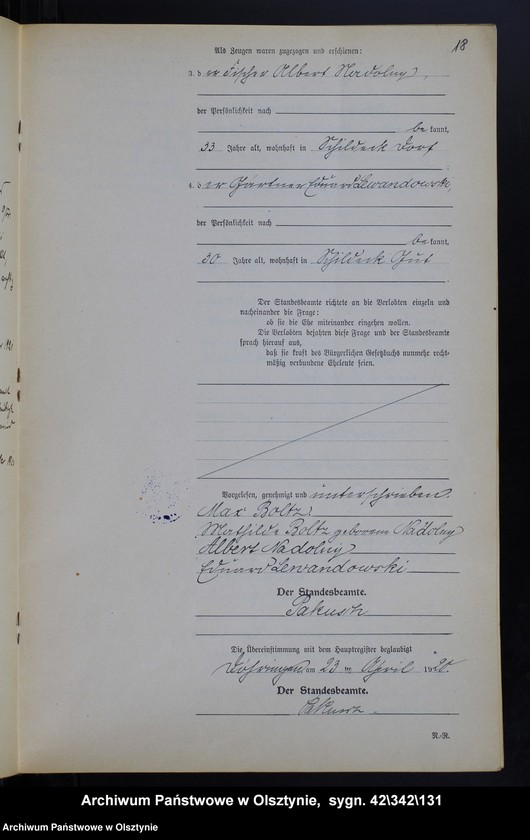 18
Als Zeugen waren zugezogen und erschienen:
3. der Fischer Albert Nadolny,
der Persönlichkeit nach
be kannt,
33 Jahre alt, wohnhaft in Schildeck Dorf
4. der Gärtner Eduard Lewandowski,
der Persönlichkeit nach
be kannt,
30 Jahre alt, wohnhaft in Schildeck Gut
Der Standesbeamte richtete an die Verlobten einzeln und
nacheinander die Frage:
ob sie die Ehe miteinander eingehen wollen.
Die Verlobten bejahten diese Frage und der Standesbeamte
sprach hierauf aus,
daß sie kraft des Bürgerlichen Gesetzbuchs nunmehr recht-
mäßig verbundene Eheleute seien.
Vorgelesen, genehmigt und unterschrieben.
Max Boltz
Mathilde Boltz geborene Nadolny
Albert Nadolny
Eduard Lewandowski
Der Standesbeamte.
Die Übereinstimmung mit dem Hauptregister beglaubigt
Döhringen am 23 ten April 1920.
Der Standesbeamte.
N.-R.
Archiwum Państwowe w Olsztynie, sygn. 42\342\131
Archiwum Państwowe w Olsztynie